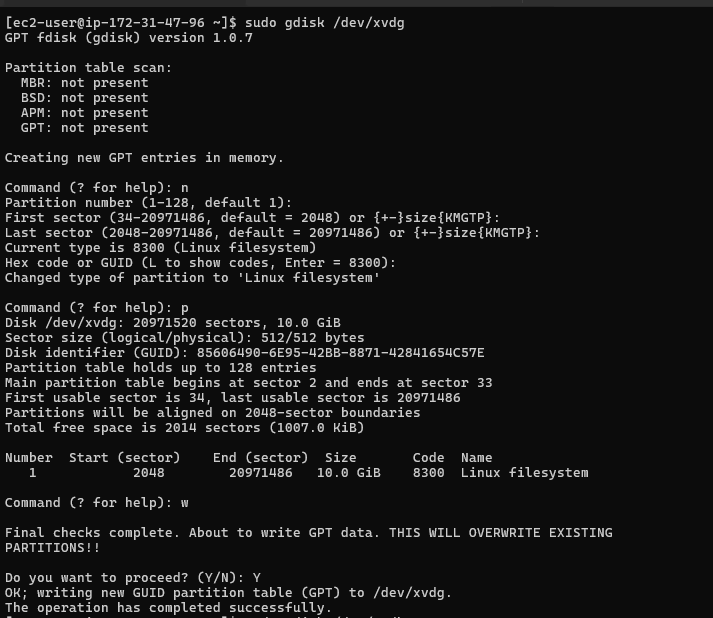 [ec2-user@ip-172-31-47-96 ~]$ sudo gdisk /dev/xvdg
GPT fdisk (gdisk) version 1.0.7
Partition table scan:
  MBR: not present
  BSD: not present
  APM: not present
  GPT: not present
Creating new GPT entries in memory.
Command (? for help): n
Partition number (1-128, default 1):
First sector (34-20971486, default = 2048) or {+-}size{KMGTP}:
Last sector (2048-20971486, default = 20971486) or {+-}size{KMGTP}:
Current type is 8300 (Linux filesystem)
Hex code or GUID (L to show codes, Enter = 8300):
Changed type of partition to 'Linux filesystem'
Command (? for help): p
Disk /dev/xvdg: 20971520 sectors, 10.0 GiB
Sector size (logical/physical): 512/512 bytes
Disk identifier (GUID): 85606490-6E95-42BB-8871-42841654C57E
Partition table holds up to 128 entries
Main partition table begins at sector 2 and ends at sector 33
First usable sector is 34, last usable sector is 20971486
Partitions will be aligned on 2048-sector boundaries
Total free space is 2014 sectors (1007.0 KiB)
Number  Start (sector)    End (sector)  Size       Code  Name
   1            2048        20971486   10.0 GiB    8300  Linux filesystem
Command (? for help): w
Final checks complete. About to write GPT data. THIS WILL OVERWRITE EXISTING
PARTITIONS!!
Do you want to proceed? (Y/N): Y
OK; writing new GUID partition table (GPT) to /dev/xvdg.
The operation has completed successfully.